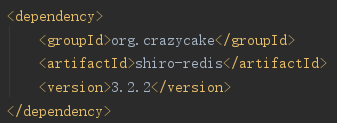 <dependency>
    <groupId>org.crazycake</groupId>
    <artifactId>shiro-redis</artifactId>
    <version>3.2.2</version>
</dependency>